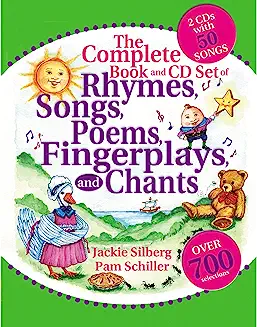 2 CDs
with
50
SONGS
The
Complete
Book and CD Set of
Rhymes,
Songs,
Poems,
Fingerplays,
and Chants
Jackie Silberg
Pam Schiller
OVER
700
selections